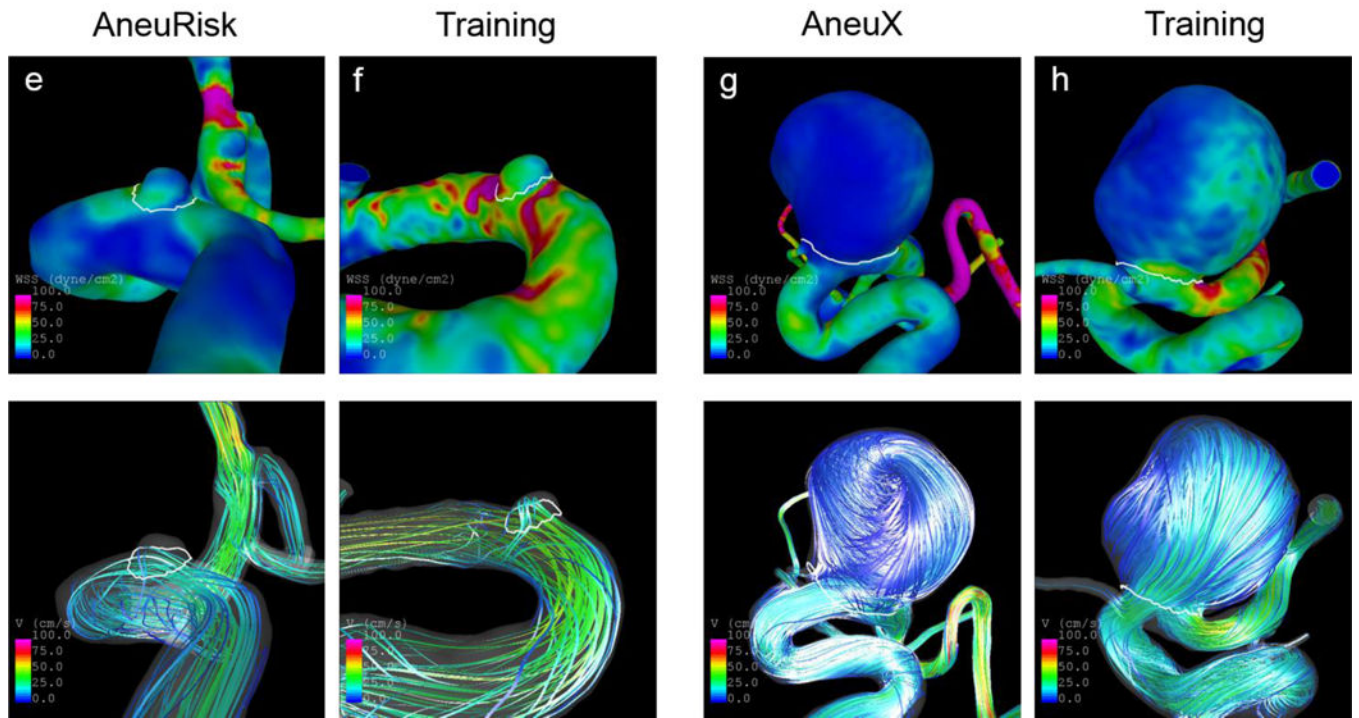 AneuRisk Training AneuX Training
e f g h
WSS (dyne/cm2) WSS (dyne/cm2) WSS (dyne/cm2) WSS (dyne/cm2)
100.0 100.0 100.0 100.0
75.0 75.0 75.0 75.0
50.0 50.0 50.0 50.0
25.0 25.0 25.0 25.0
0.0 0.0 0.0 0.0
V (cm/s) V (cm/s) V (cm/s) V (cm/s)
100.0 100.0 100.0 100.0
75.0 75.0 75.0 75.0
50.0 50.0 50.0 50.0
25.0 25.0 25.0 25.0
0.0 0.0 0.0 0.0